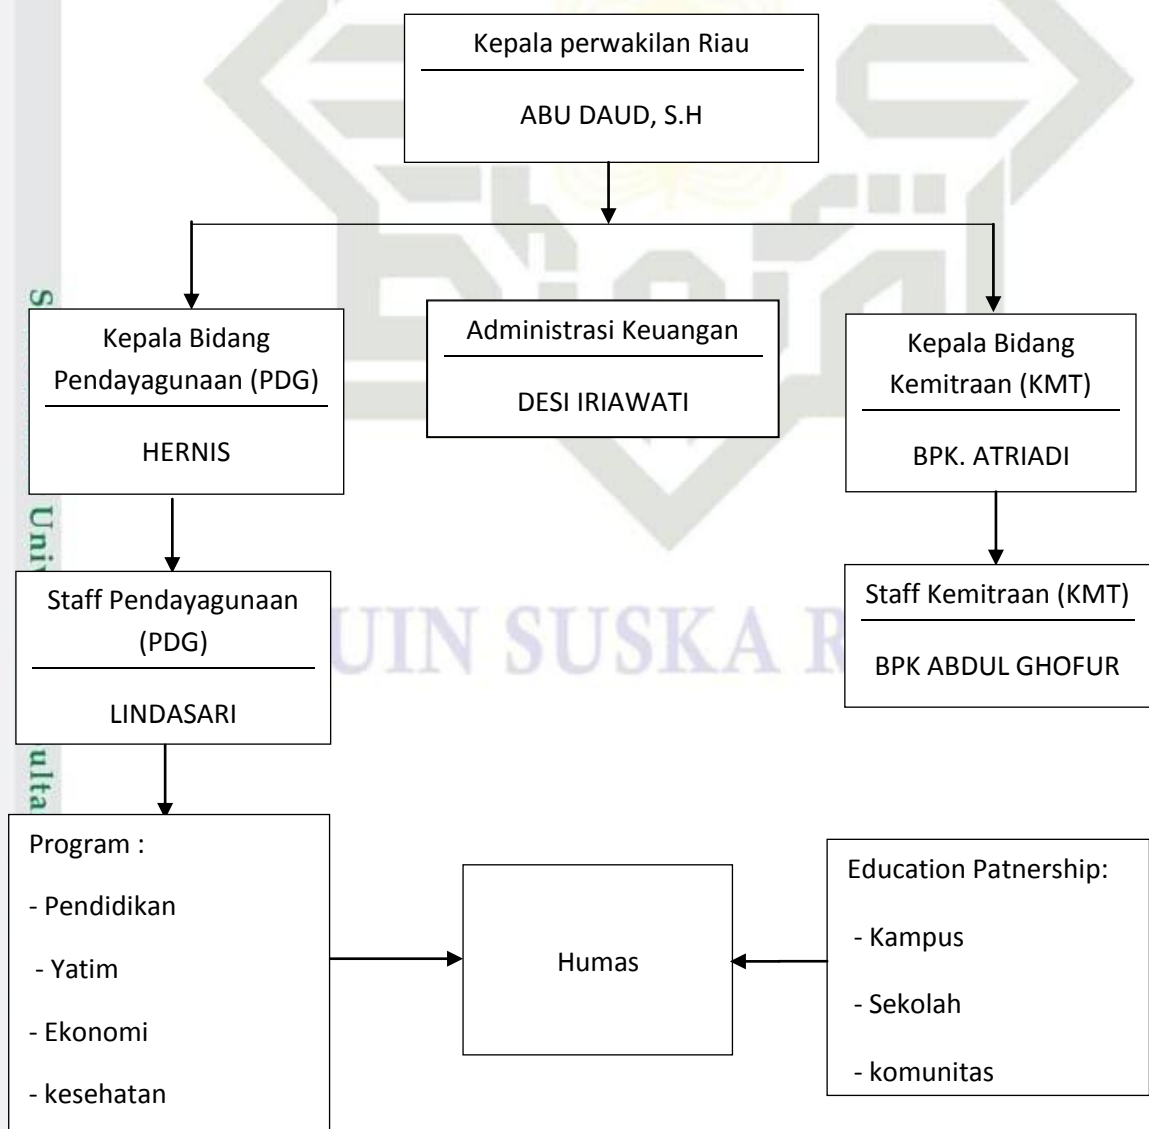 Kepala perwakilan Riau
ABU DAUD, S.H
Kepala Bidang
Pendayagunaan (PDG)
HERNIS
Administrasi Keuangan
DESI IRIAWATI
Kepala Bidang
Kemitraan (KMT)
BPK. ATRIADI
Staff Pendayagunaan
(PDG)
LINDASARI
Staff Kemitraan (KMT)
BPK ABDUL GHOFUR
UIN SUSKA R
Program :
- Pendidikan
- Yatim
- Ekonomi
- kesehatan
Humas
Education Patnership:
- Kampus
- Sekolah
- komunitas